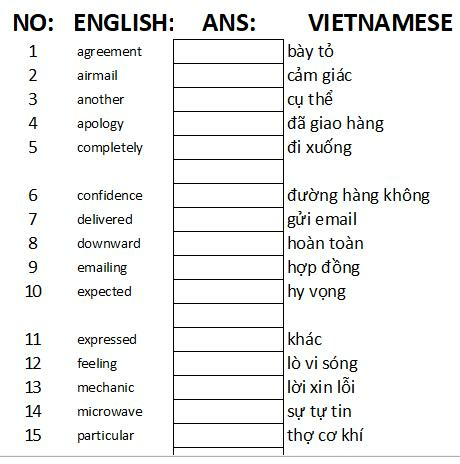 NO: ENGLISH: ANS: VIETNAMESE
1 agreement bày tỏ
2 airmail cảm giác
3 another cụ thể
4 apology đã giao hàng
5 completely đi xuống
6 confidence đường hàng không
7 delivered gửi email
8 downward hoàn toàn
9 emailing hợp đồng
10 expected hy vọng
11 expressed khác
12 feeling lò vi sóng
13 mechanic lời xin lỗi
14 microwave sự tự tin
15 particular thợ cơ khí